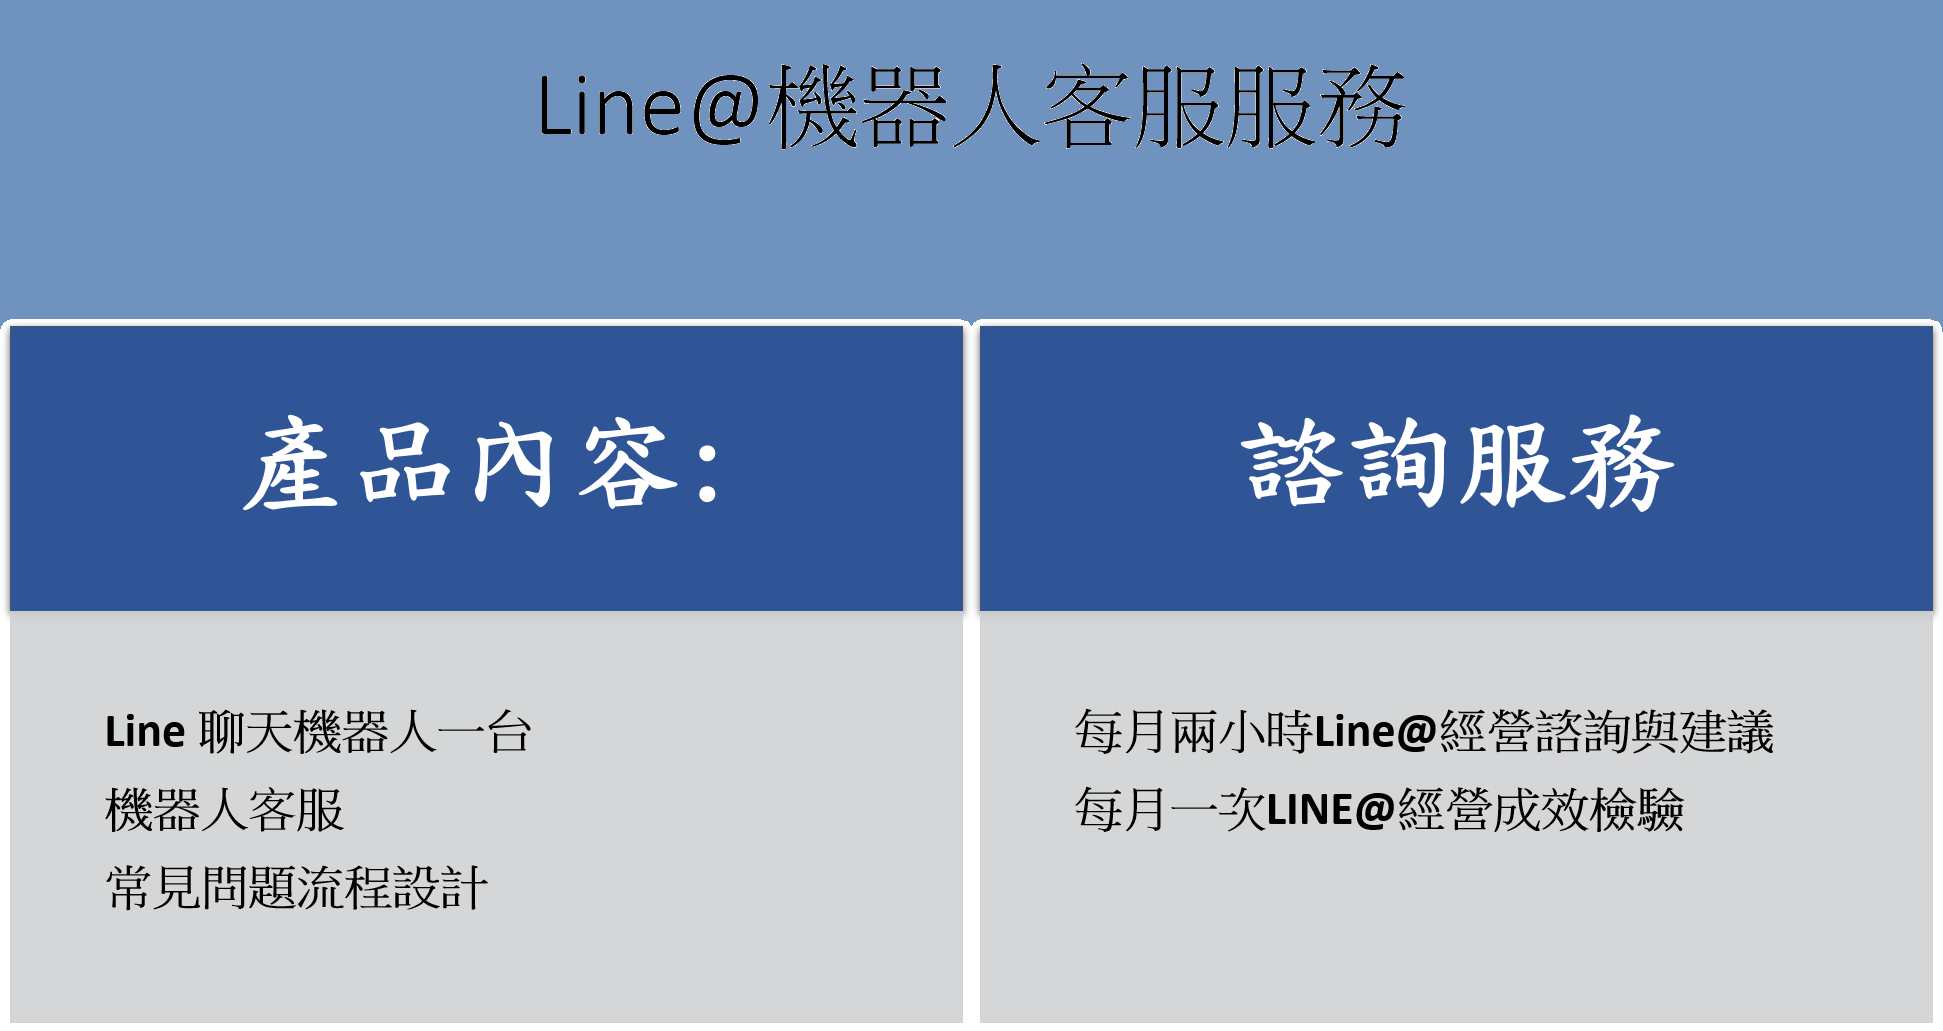 Line@機器人客服服務
產品內容：
Line 聊天機器人一台
機器人客服
常見問題流程設計
諮詢服務
每月兩小時Line@經營諮詢與建議
每月一次LINE@經營成效檢驗